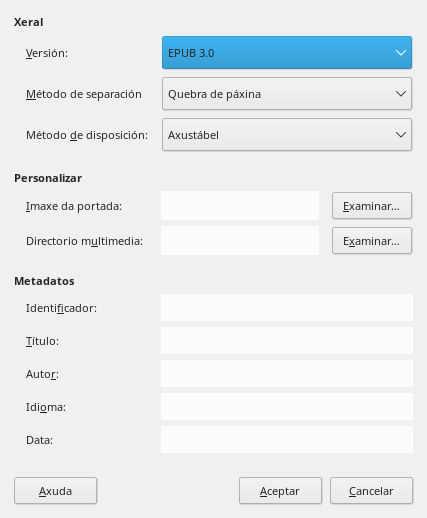 Xeral
Versión: EPUB 3.0
Método de separación Quebra de páxina
Método de disposición: Axustábel
Personalizar
Imaxe da portada: Examinar...
Directorio multimedia: Examinar...
Metadatos
Identificador:
Título:
Autor:
Idioma:
Data:
Axuda Aceptar Cancelar